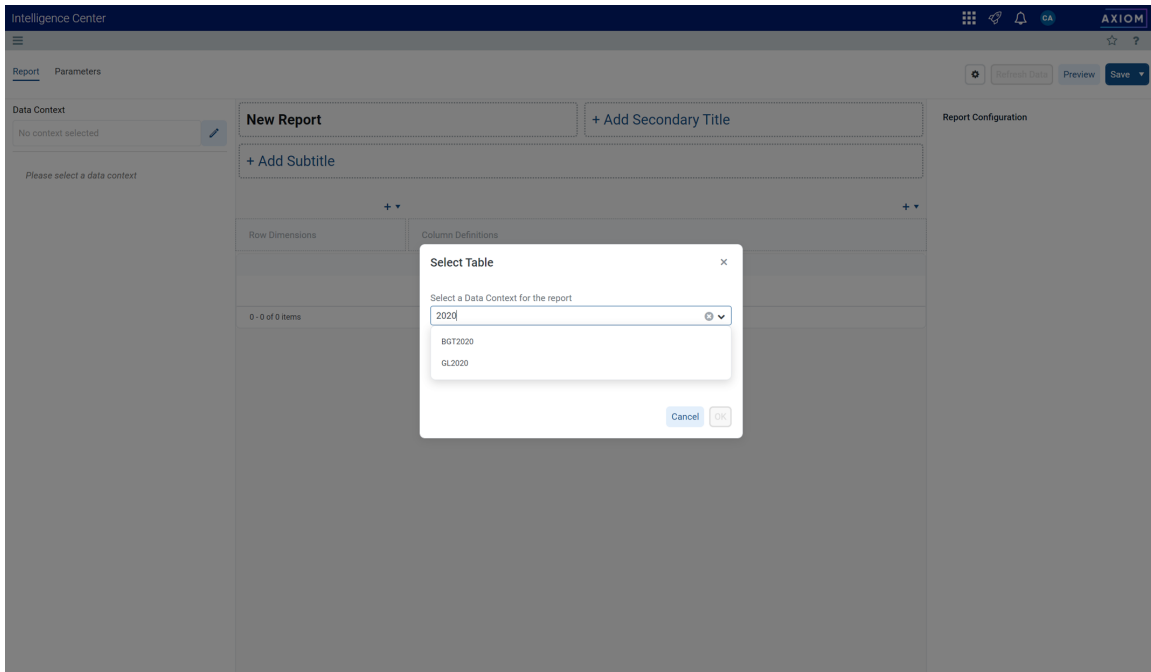 Intelligence Center
CA
AXIOM
?
Report Parameters
Refresh Data Preview Save
Data Context
No context selected
Please select a data context
New Report
+ Add Secondary Title
+ Add Subtitle
Report Configuration
Row Dimensions
Column Definitions
0 - 0 of 0 items
Select Table
Select a Data Context for the report
2020
BGT2020
GL2020
Cancel OK